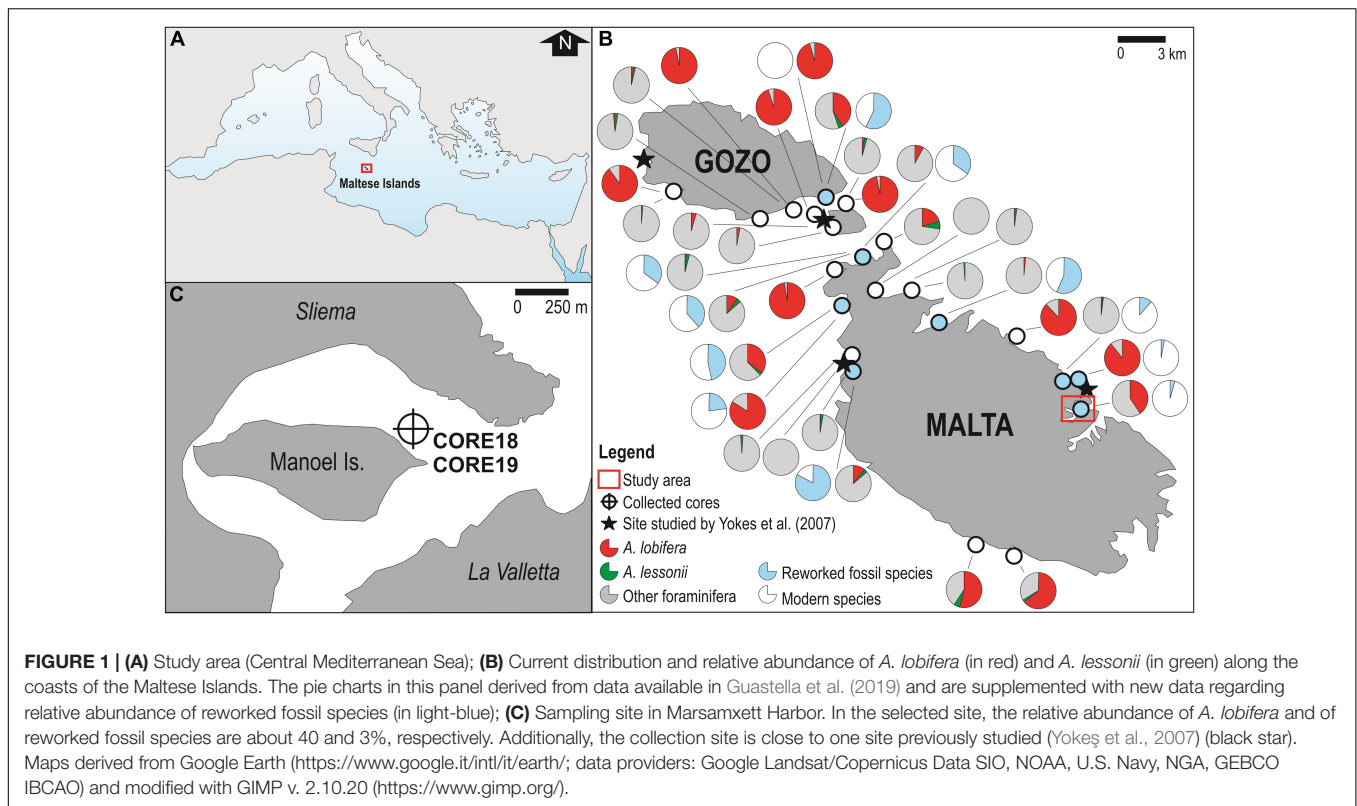 A
N
Maltese Islands
B
0 3 km
GOZO
MALTA
C
0 250 m
Sliema
CORE18
CORE19
Manoel Is.
La Valletta
Legend
Study area
Collected cores
Site studied by Yokes et al. (2007)
A. lobifera
A. lessonii
Other foraminifera
Reworked fossil species
Modern species
FIGURE 1 | (A) Study area (Central Mediterranean Sea); (B) Current distribution and relative abundance of A. lobifera (in red) and A. lessonii (in green) along the
coasts of the Maltese Islands. The pie charts in this panel derived from data available in Guastella et al. (2019) and are supplemented with new data regarding
relative abundance of reworked fossil species (in light-blue); (C) Sampling site in Marsamxett Harbor. In the selected site, the relative abundance of A. lobifera and of
reworked fossil species are about 40 and 3%, respectively. Additionally, the collection site is close to one site previously studied (Yokeş et al., 2007) (black star).
Maps derived from Google Earth (https://www.google.it/intl/it/earth/; data providers: Google Landsat/Copernicus Data SIO, NOAA, U.S. Navy, NGA, GEBCO
IBCAO) and modified with GIMP v. 2.10.20 (https://www.gimp.org/).